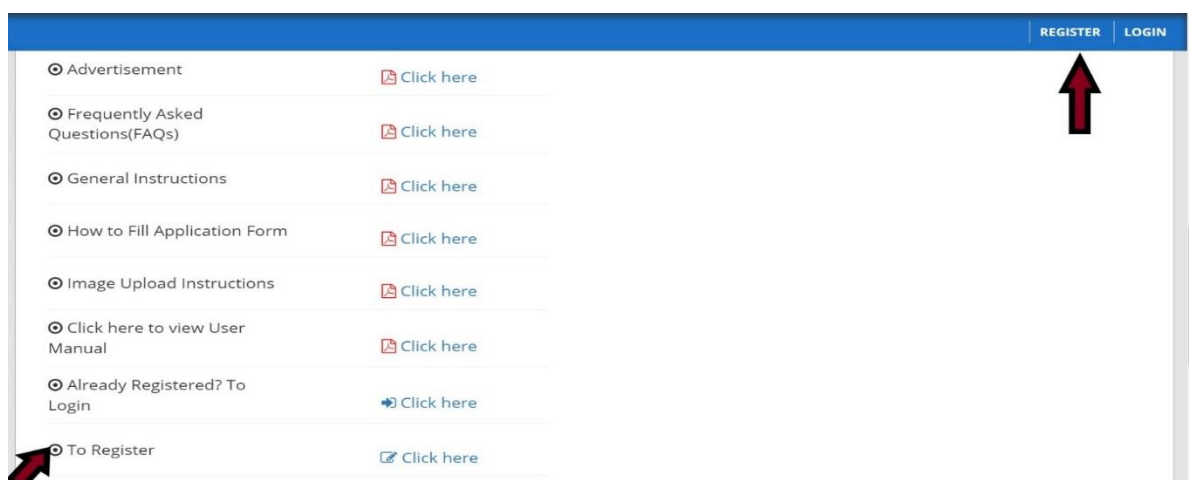 REGISTER LOGIN
Advertisement Click here
Frequently Asked
Questions(FAQs) Click here
General Instructions Click here
How to Fill Application Form Click here
Image Upload Instructions Click here
Click here to view User
Manual Click here
Already Registered? To
Login Click here
To Register Click here